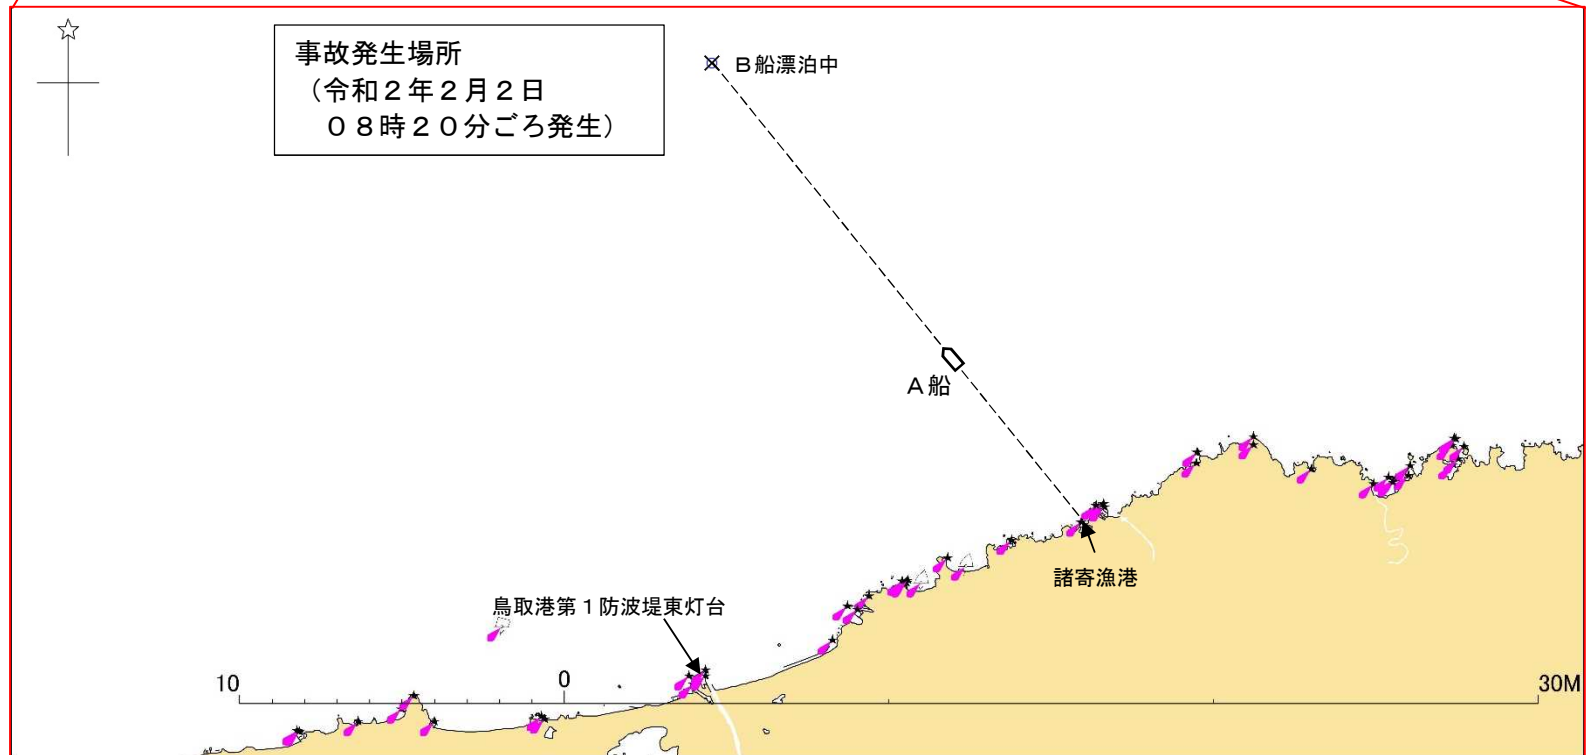 事故発生場所
（令和２年２月２日
０８時２０分ごろ発生）
Ｂ船漂泊中
Ａ船
諸寄漁港
鳥取港第１防波堤東灯台
10
0
30M